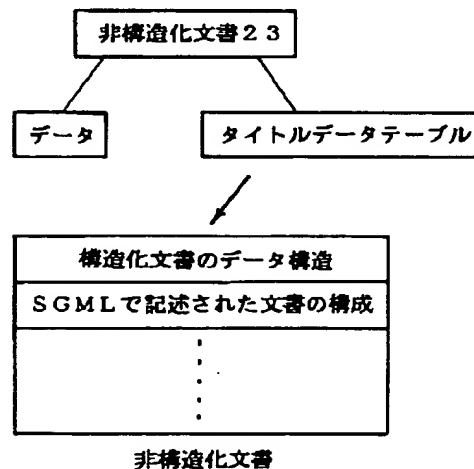 非構造化文書２３
データ
タイトルデータテーブル
構造化文書のデータ構造
ＳＧＭＬで記述された文書の構成
非構造化文書